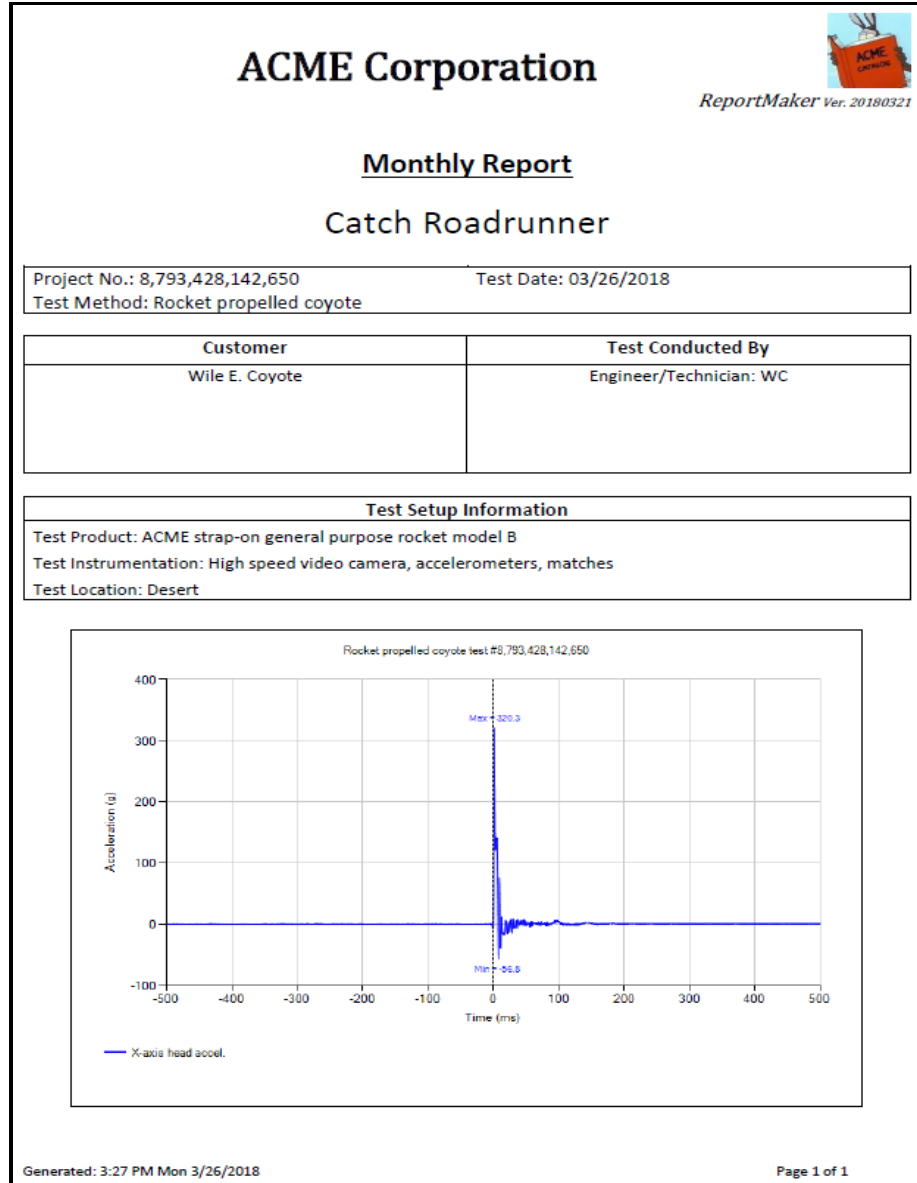 ACME Corporation
ACME
CATALOG
ReportMaker Ver. 20180321
Monthly Report
Catch Roadrunner
Project No.: 8,793,428,142,650 Test Date: 03/26/2018
Test Method: Rocket propelled coyote
Customer Test Conducted By
Wile E. Coyote Engineer/Technician: WC
Test Setup Information
Test Product: ACME strap-on general purpose rocket model B
Test Instrumentation: High speed video camera, accelerometers, matches
Test Location: Desert
Rocket propelled coyote test #8,793,428,142,650
400
Max = 320.3
300
200
Acceleration (g)
100
0
Min = -56.8
-100
-500 -400 -300 -200 -100 0 100 200 300 400 500
Time (ms)
X-axis head accel.
Generated: 3:27 PM Mon 3/26/2018 Page 1 of 1